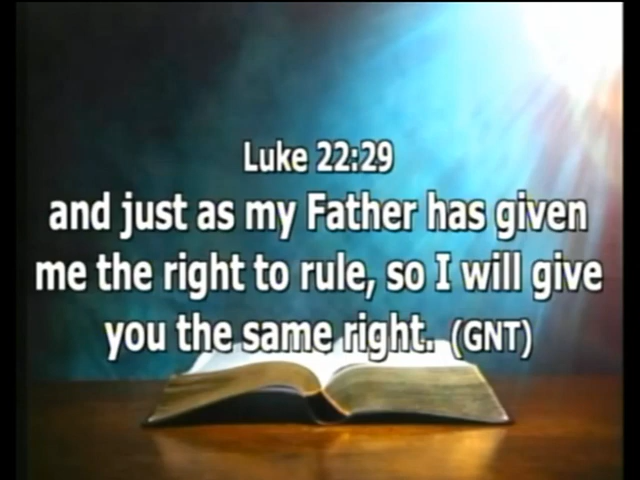 Luke 22:29
and just as my Father has given
me the right to rule, so I will give
you the same right. (GNT)